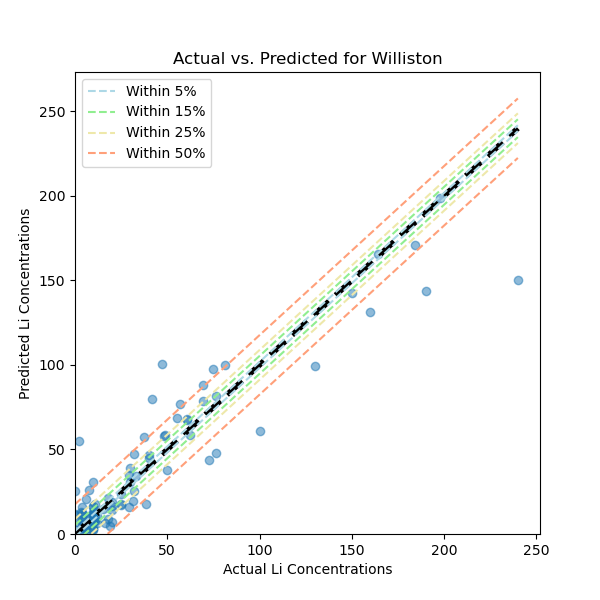 Actual vs. Predicted for Williston
Within 5%
Within 15%
Within 25%
Within 50%
250
200
150
100
50
0
Predicted Li Concentrations
0 50 100 150 200 250
Actual Li Concentrations